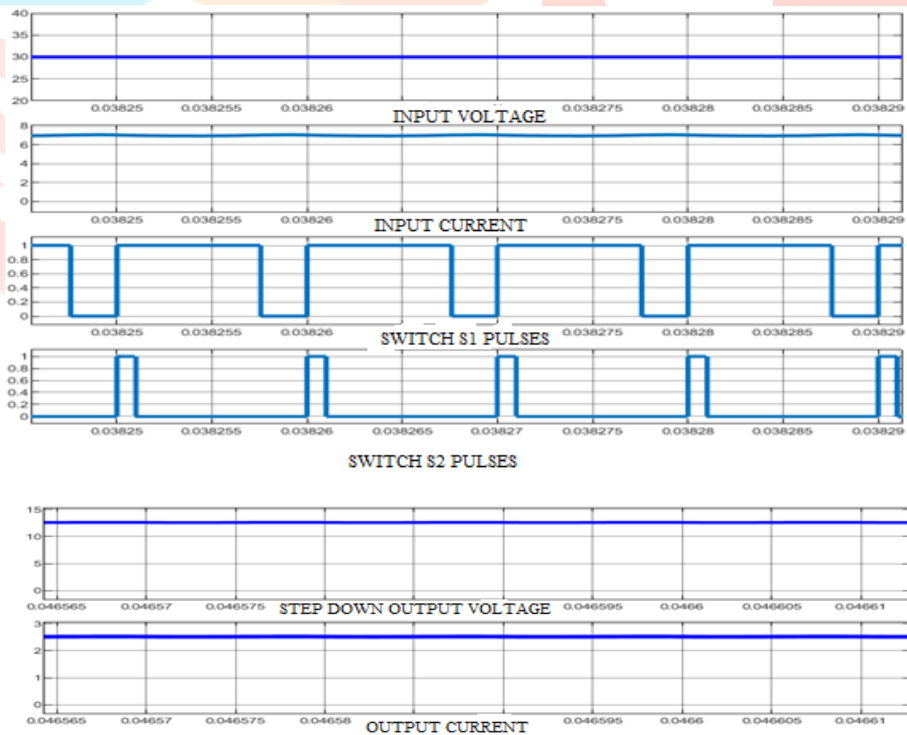 40
35
30
25
20
0.03825 0.038255 0.03826 0.038275 0.03828 0.038285 0.03829
INPUT VOLTAGE
8
6
4
2
0
0.03825 0.038255 0.03826 0.038275 0.03828 0.038285 0.03829
INPUT CURRENT
1
0.8
0.6
0.4
0.2
0
0.03825 0.038255 0.03826 0.038275 0.03828 0.038285 0.03829
SWITCH S1 PULSES
1
0.8
0.6
0.4
0.2
0
0.03825 0.038255 0.03826 0.038265 0.03827 0.038275 0.03828 0.038285 0.03829
SWITCH S2 PULSES
15
10
5
0
0.046565 0.04657 0.046575 0.046595 0.0466 0.046605 0.04661
STEP DOWN OUTPUT VOLTAGE
3
2
1
0
0.046565 0.04657 0.046575 0.04658 0.046595 0.0466 0.046605 0.04661
OUTPUT CURRENT